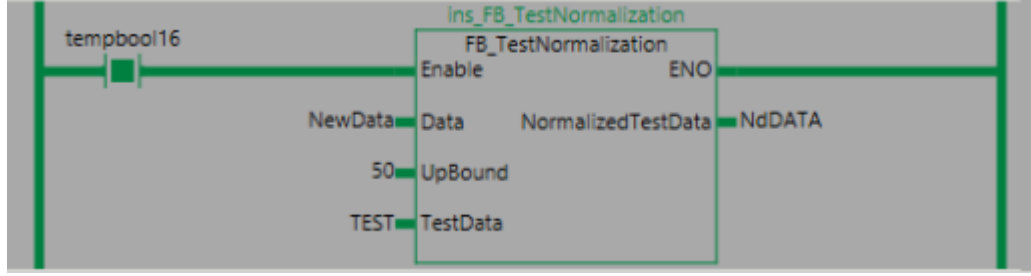 ins_FB_TestNormalization
tempbool16
FB_TestNormalization
Enable ENO
NewData Data NormalizedTestData NdDATA
50 UpBound
TEST TestData